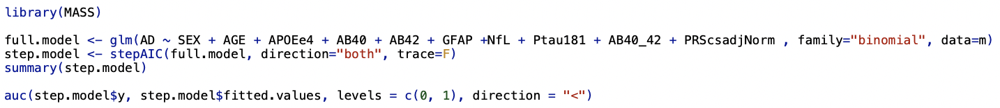 library(MASS)
full.model <- glm(AD ~ SEX + AGE + APOEe4 + AB40 + AB42 + GFAP +NfL + Ptau181 + AB40_42 + PRScsadjNorm , family="binomial", data=m)
step.model <- stepAIC(full.model, direction="both", trace=F)
summary(step.model)
auc(step.model$y, step.model$fitted.values, levels = c(0, 1), direction = "<")